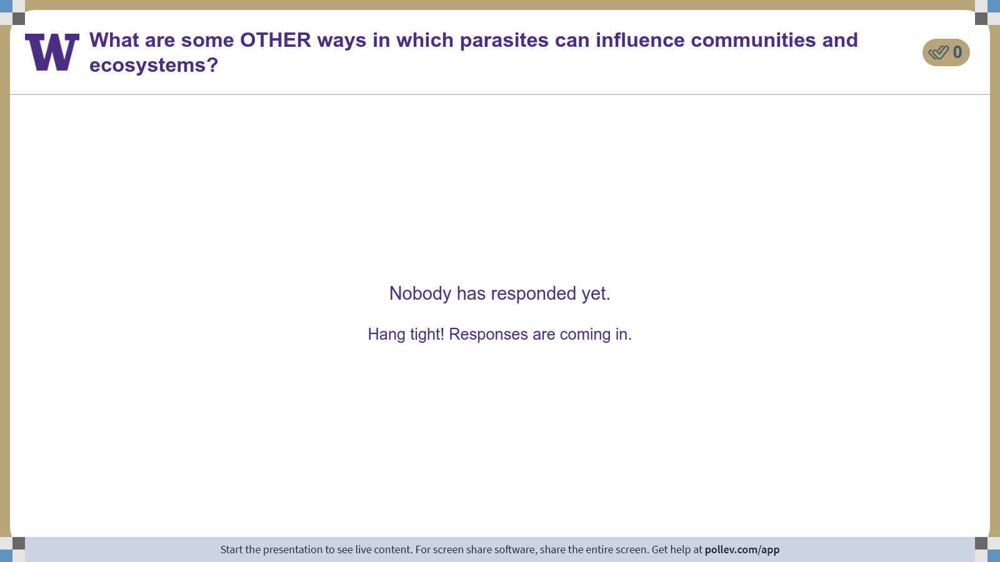 W
What are some OTHER ways in which parasites can influence communities and
ecosystems?
0
Nobody has responded yet.
Hang tight! Responses are coming in.
Start the presentation to see live content. For screen share software, share the entire screen. Get help at pollev.com/app